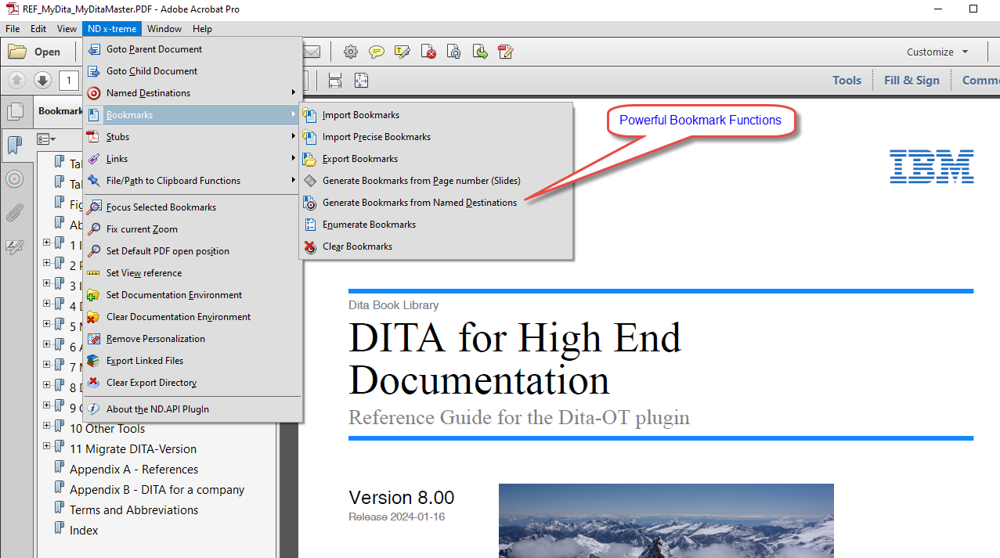 REF_MyDita_MyDitaMaster.PDF - Adobe Acrobat Pro
File Edit View ND x-treme Window Help
Open Customize
1 Tools Fill & Sign Comme
Bookmark
Goto Parent Document
Goto Child Document
Named Destinations
Bookmarks
Stubs
Links
File/Path to Clipboard Functions
Focus Selected Bookmarks
Fix current Zoom
Set Default PDF open position
Set View reference
Set Documentation Environment
Clear Documentation Environment
Remove Personalization
Export Linked Files
Clear Export Directory
About the ND.API PlugIn
Import Bookmarks
Import Precise Bookmarks
Export Bookmarks
Generate Bookmarks from Page number (Slides)
Generate Bookmarks from Named Destinations
Enumerate Bookmarks
Clear Bookmarks
Powerful Bookmark Functions
IBM
Tal
Tal
Fig
Ab
1 I
2 P
3 I
4 D
5 M
6 A
7 M
8 D
9 C
10 Other Tools
11 Migrate DITA-Version
Appendix A - References
Appendix B - DITA for a company
Terms and Abbreviations
Index
Dita Book Library
DITA for High End
Documentation
Reference Guide for the Dita-OT plugin
Version 8.00
Release 2024-01-16